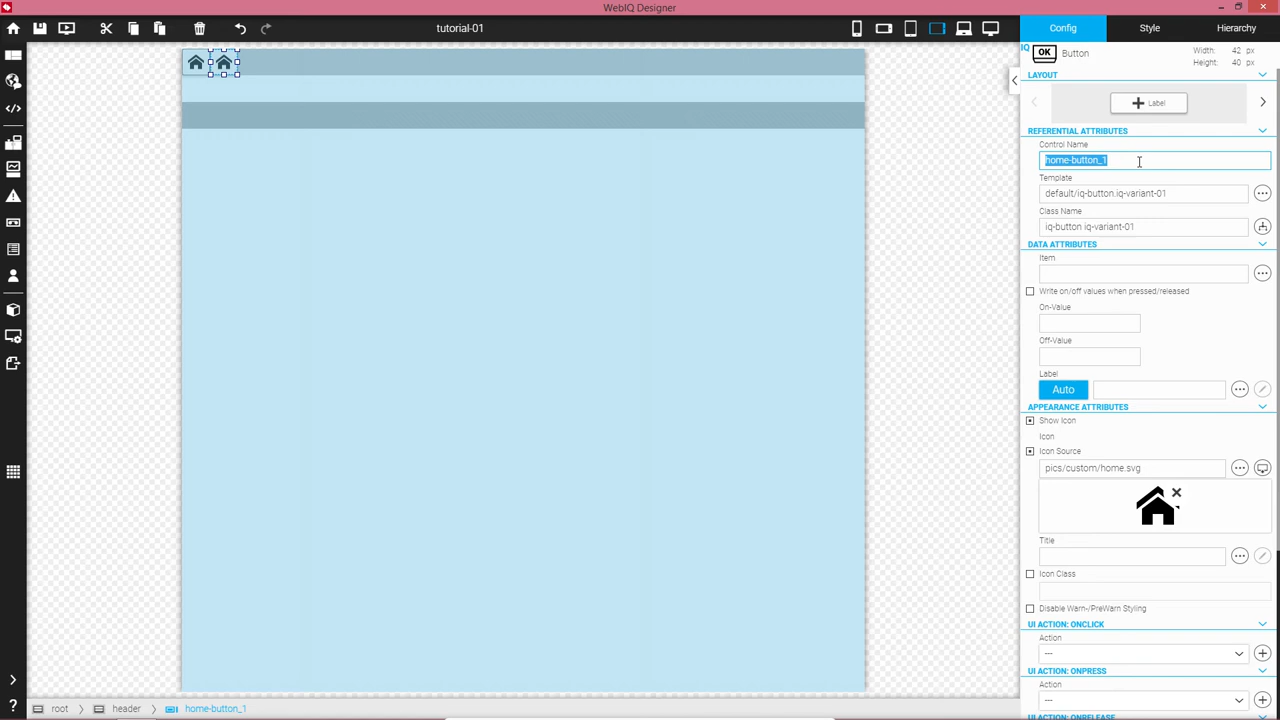 WebIQ Designer
tutorial-01
Config
Style
Hierarchy
IQ
OK
Button
Width: 42 px
Height: 40 px
LAYOUT
Label
REFERENTIAL ATTRIBUTES
Control Name
home-button_1
Template
default/iq-button.iq-variant-01
Class Name
iq-button iq-variant-01
DATA ATTRIBUTES
Item
Write on/off values when pressed/released
On-Value
Off-Value
Label
Auto
APPEARANCE ATTRIBUTES
Show Icon
Icon
Icon Source
pics/custom/home.svg
Title
Icon Class
Disable Warn-/PreWarn Styling
UI ACTION: ONCLICK
Action
---
UI ACTION: ONPRESS
Action
---
UI ACTION: ONRELEASE
root
header
home-button_1